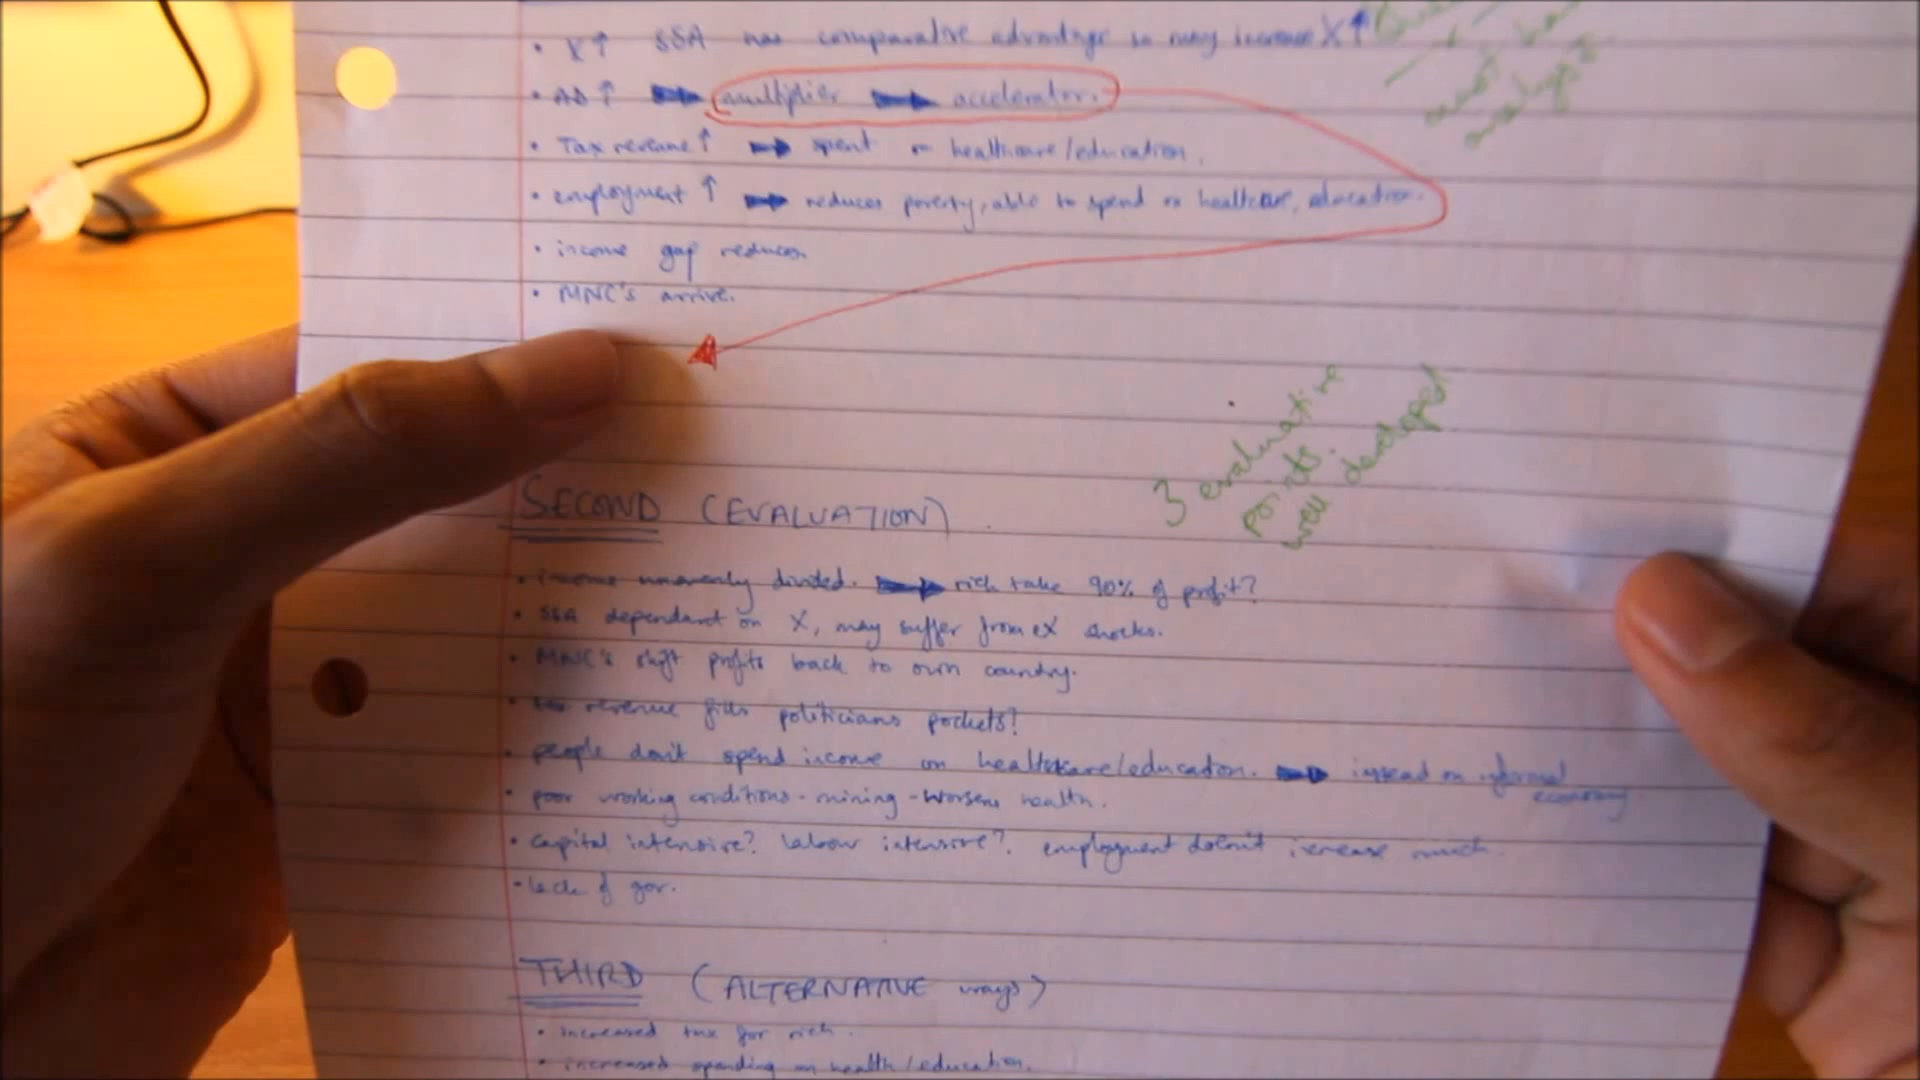 • X↑ SSA has comparative advantage so may increase X↑
• AD↑ → multiplier → accelerator.
• Tax revenue↑ → spent on healthcare/education.
• employment ↑ → reduces poverty, able to spend on healthcare, education.
• income gap reduces.
• MNC's arrive.
analysis
3 evaluative
points.
well developed
SECOND (EVALUATION)
• income unevenly divided. → rich take 90% of profit?
• SSA dependant on X, may suffer from ex shocks.
• MNC's shift profits back to own country.
• tax revenue fills politicians pockets?
• people don't spend income on healthcare/education. → instead on informal
economy.
• poor working conditions - mining - worsens health.
• capital intensive? labour intensive? employment doesn't increase much.
• lack of gov.
THIRD (ALTERNATIVE ways)
• increased tax for rich.
• increased spending on health/education.